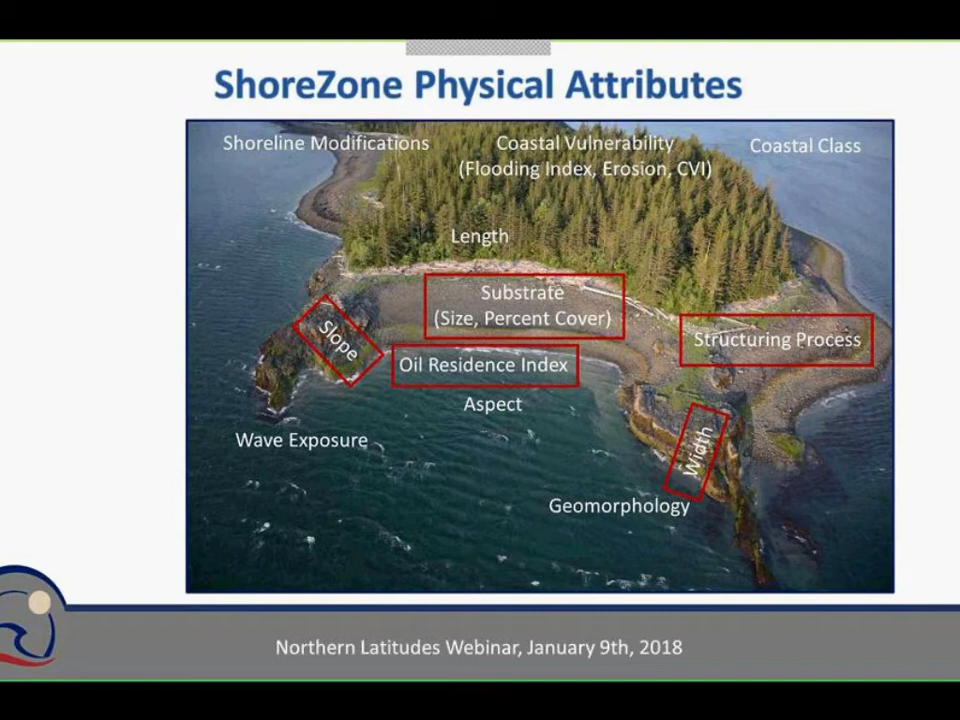 ShoreZone Physical Attributes
Shoreline Modifications
Coastal Vulnerability
(Flooding Index, Erosion, CVI)
Coastal Class
Length
Substrate
(Size, Percent Cover)
Slope
Structuring Process
Oil Residence Index
Aspect
Wave Exposure
Width
Geomorphology
Northern Latitudes Webinar, January 9th, 2018